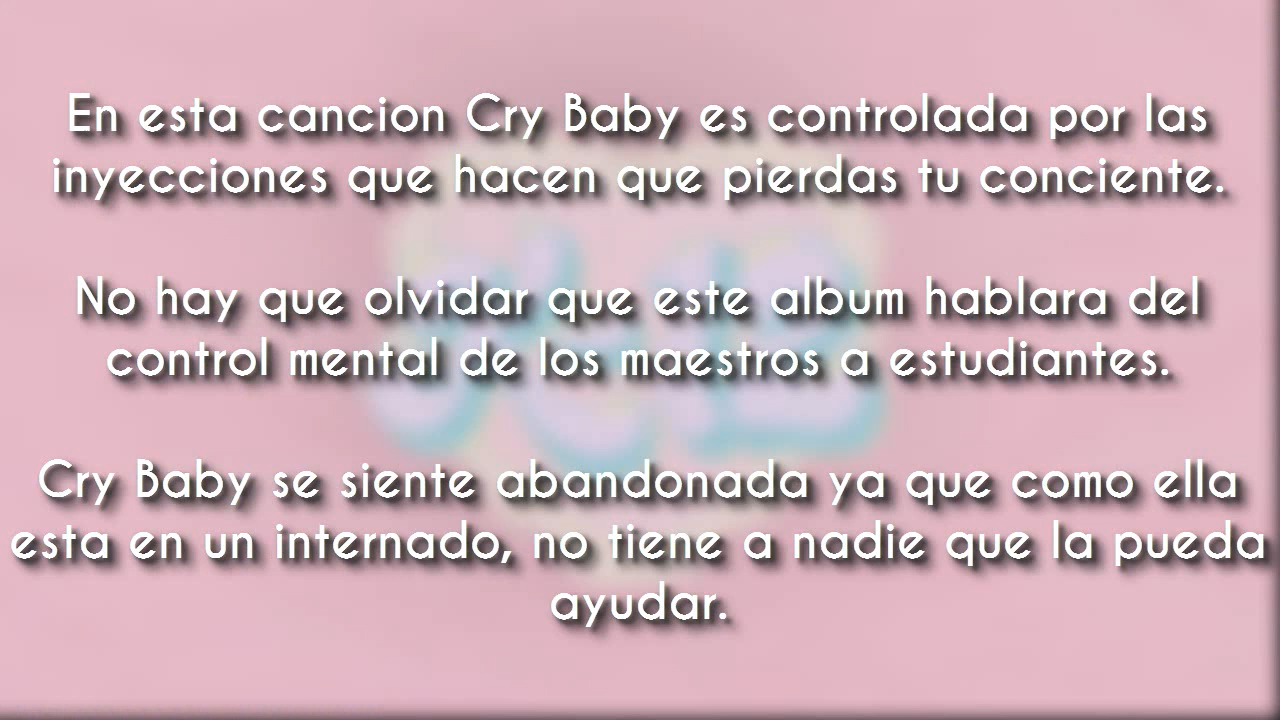 En esta cancion Cry Baby es controlada por las
inyecciones que hacen que pierdas tu conciente.
No hay que olvidar que este album hablara del
control mental de los maestros a estudiantes.
Cry Baby se siente abandonada ya que como ella
esta en un internado, no tiene a nadie que la pueda
ayudar.